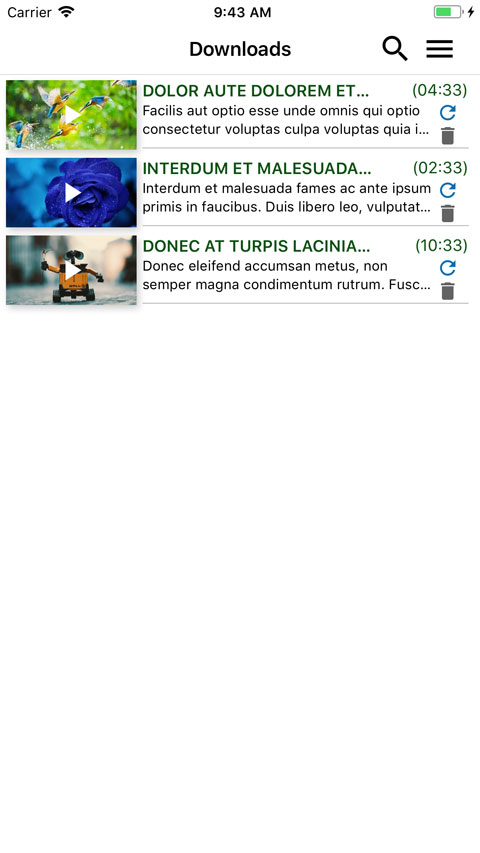 Carrier 9:43 AM
Downloads
DOLOR AUTE DOLOREM ET... (04:33)
Facilis aut optio esse unde omnis qui optio
consectetur voluptas culpa voluptas quia i...
INTERDUM ET MALESUADA... (02:33)
Interdum et malesuada fames ac ante ipsum
primis in faucibus. Duis libero leo, vulputat...
DONEC AT TURPIS LACINIA... (10:33)
Donec eleifend accumsan metus, non
semper magna condimentum rutrum. Fusc...